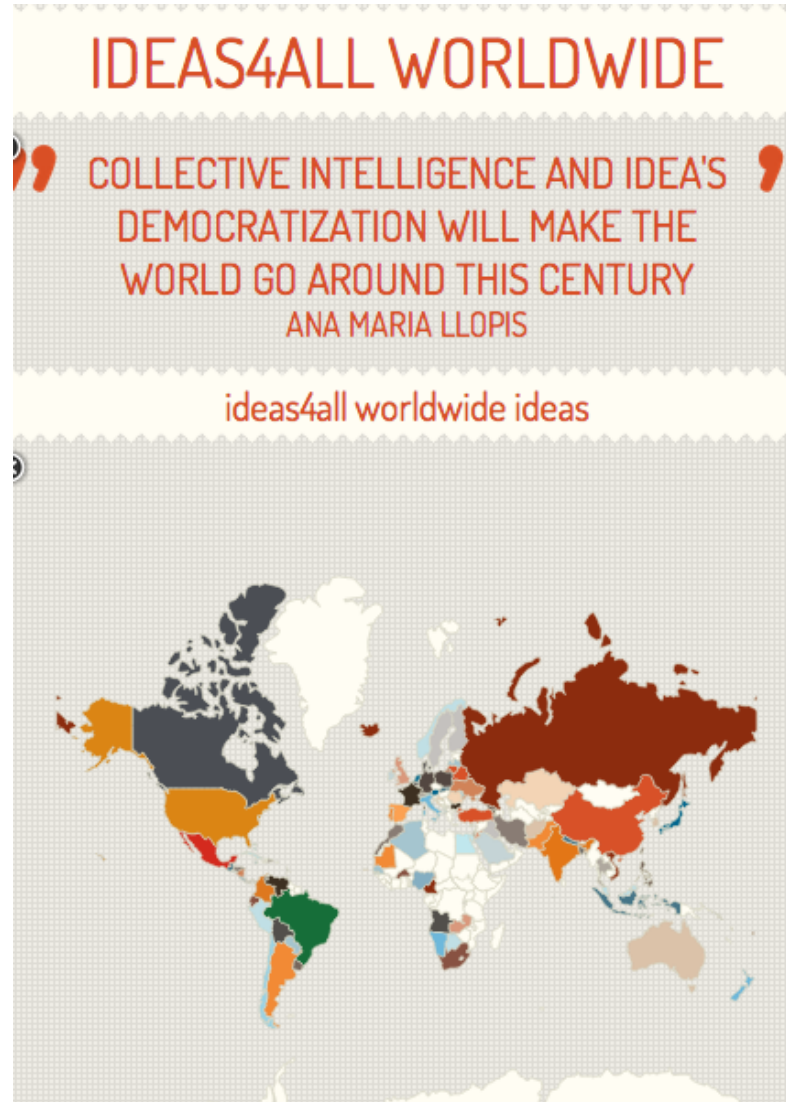 IDEAS4ALL WORLDWIDE
" COLLECTIVE INTELLIGENCE AND IDEA'S '
DEMOCRATIZATION WILL MAKE THE
WORLD GO AROUND THIS CENTURY
ANA MARIA LLOPIS
ideas4all worldwide ideas